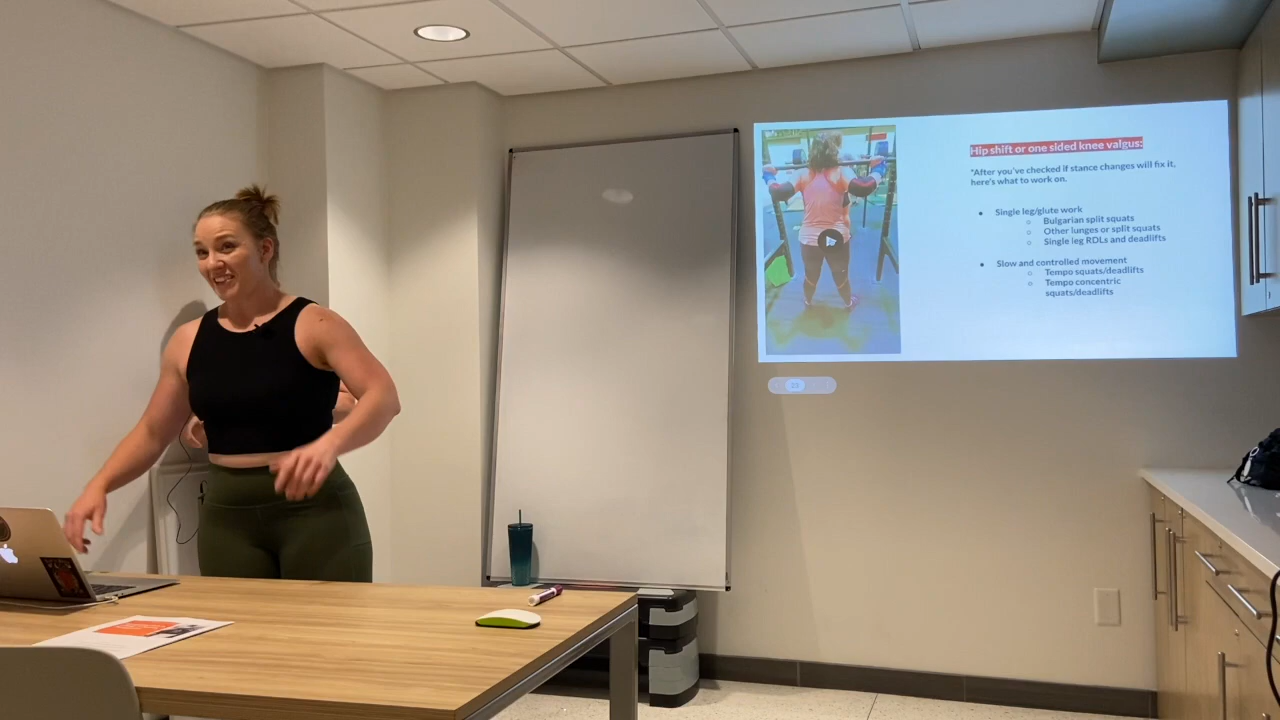 Hip shift or one sided knee valgus:
*After you've checked if stance changes will fix it,
here's what to work on.
● Single leg/glute work
○ Bulgarian split squats
○ Other lunges or split squats
○ Single leg RDLs and deadlifts
● Slow and controlled movement
○ Tempo squats/deadlifts
○ Tempo concentric
squats/deadlifts
23